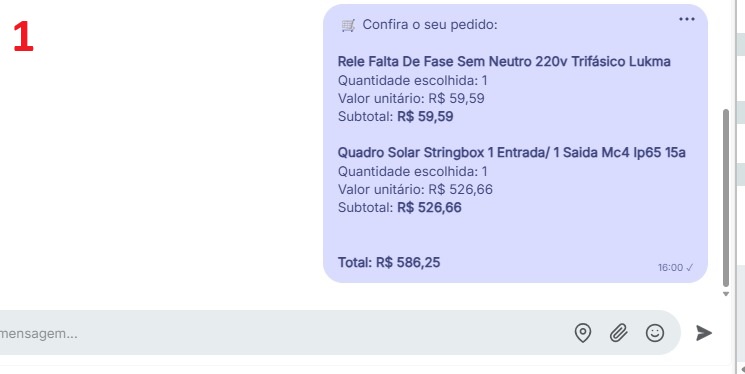 1
🛒 Confira o seu pedido:
Rele Falta De Fase Sem Neutro 220v Trifásico Lukma
Quantidade escolhida: 1
Valor unitário: R$ 59,59
Subtotal: R$ 59,59
Quadro Solar Stringbox 1 Entrada/ 1 Saida Mc4 Ip65 15a
Quantidade escolhida: 1
Valor unitário: R$ 526,66
Subtotal: R$ 526,66
Total: R$ 586,25
16:00 ✓
mensagem...